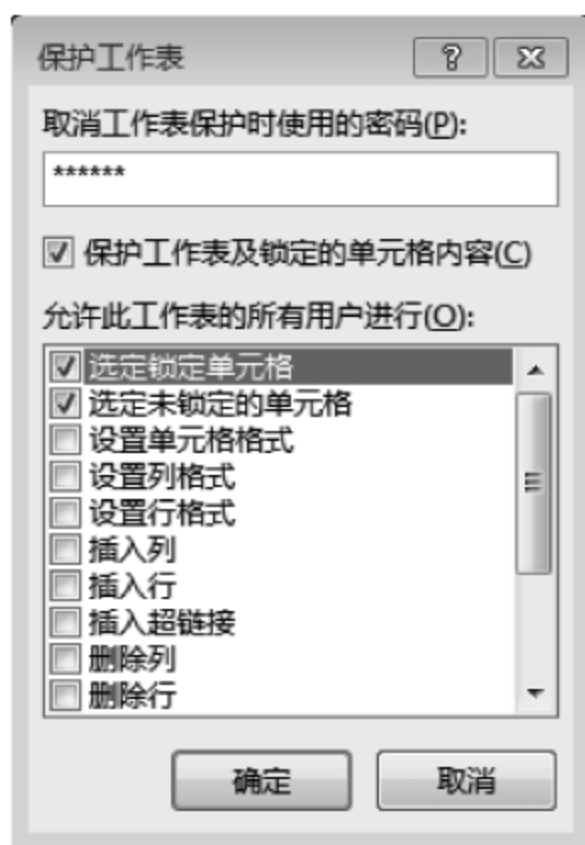 保护工作表
取消工作表保护时使用的密码(P):
******
保护工作表及锁定的单元格内容(C)
允许此工作表的所有用户进行(O):
选定锁定单元格
选定未锁定的单元格
设置单元格格式
设置列格式
设置行格式
插入列
插入行
插入超链接
删除列
删除行
确定 取消